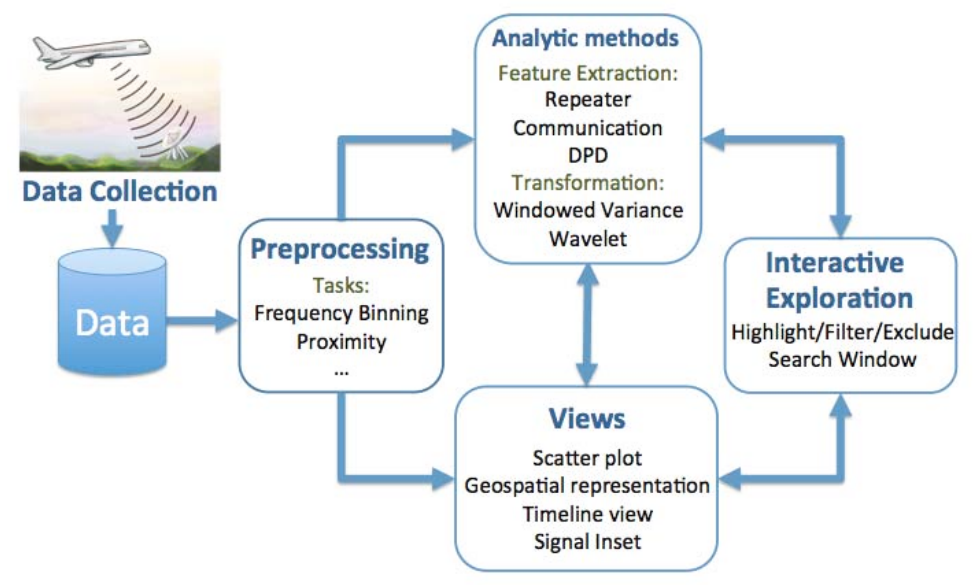 Data Collection
Data
Preprocessing
Tasks:
Frequency Binning
Proximity
...
Analytic methods
Feature Extraction:
Repeater
Communication
DPD
Transformation:
Windowed Variance
Wavelet
Views
Scatter plot
Geospatial representation
Timeline view
Signal Inset
Interactive
Exploration
Highlight/Filter/Exclude
Search Window